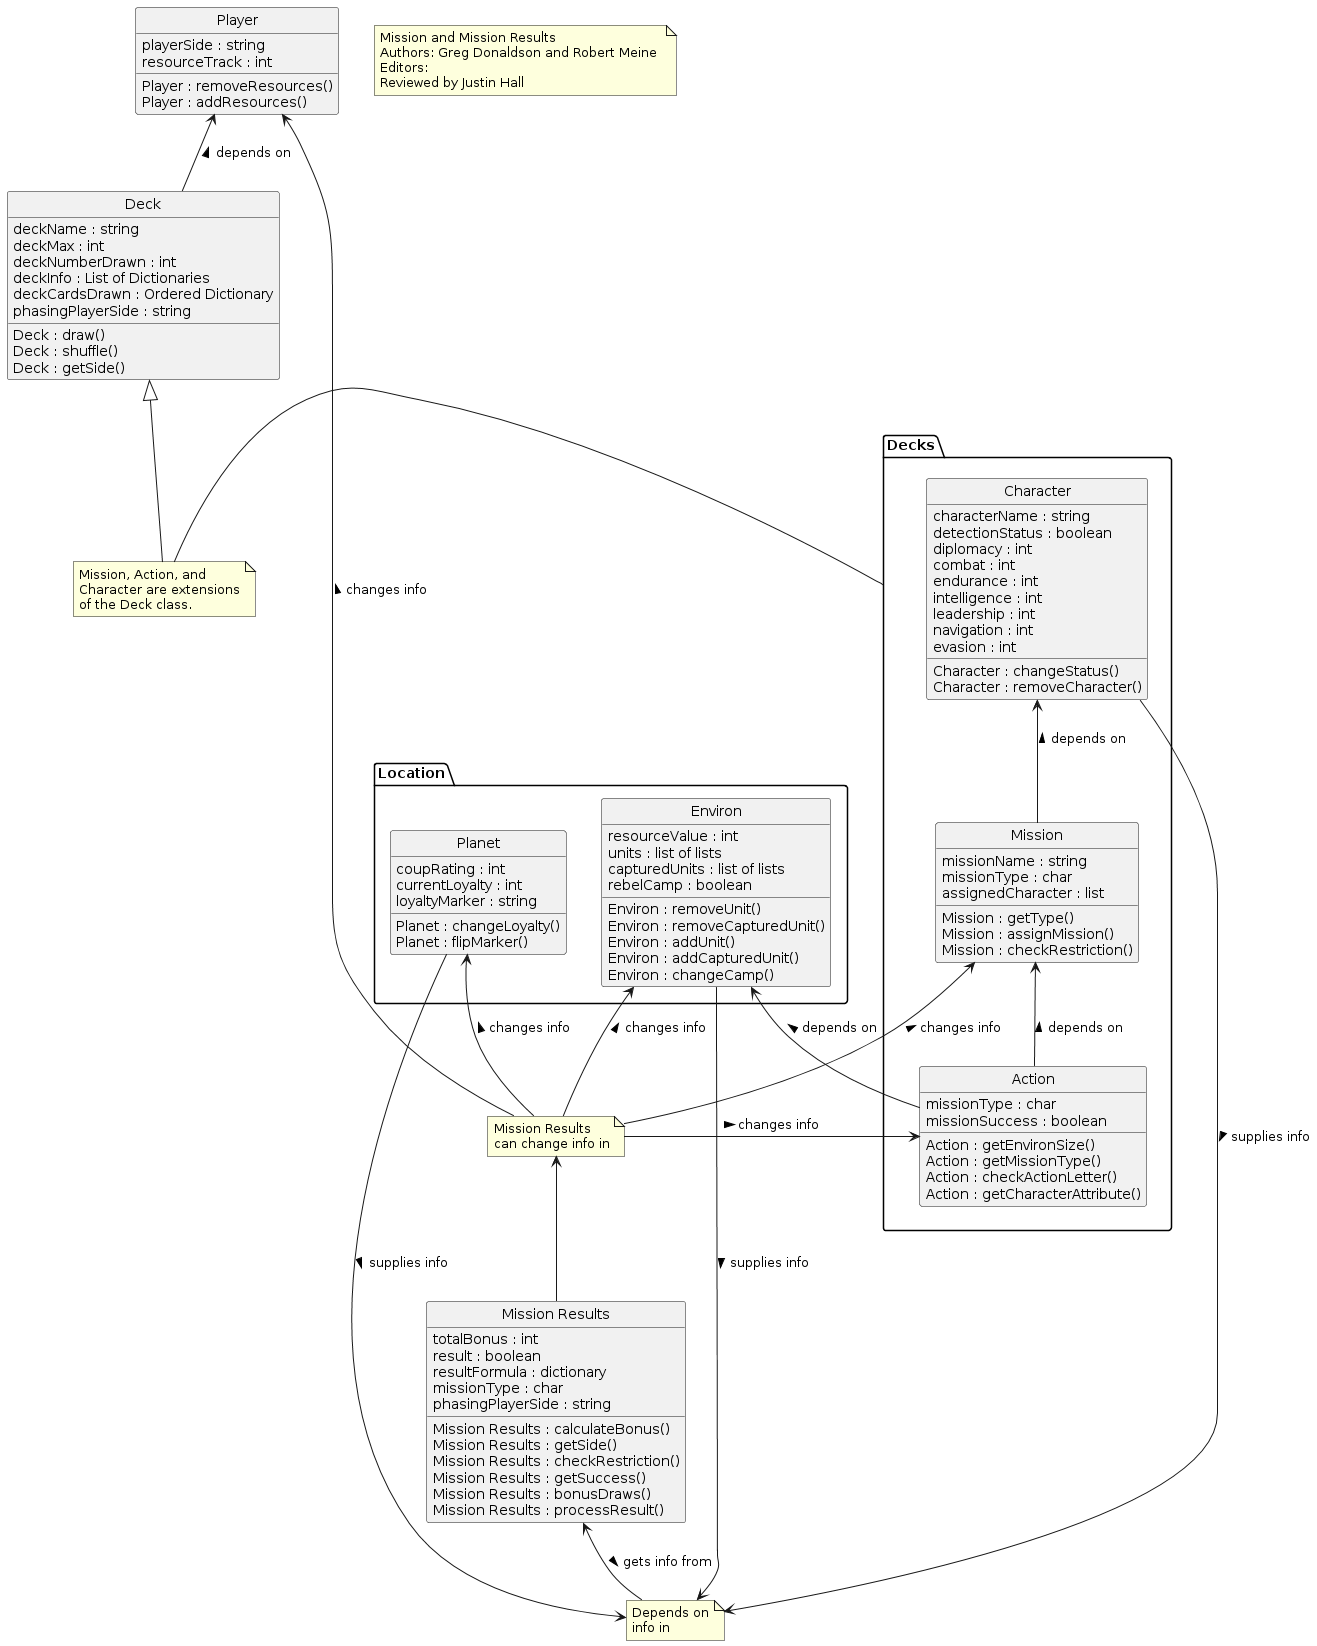 Player
playerSide : string
resourceTrack : int
Player : removeResources()
Player : addResources()
Mission and Mission Results
Authors: Greg Donaldson and Robert Meine
Editors:
Reviewed by Justin Hall
depends on
Deck
deckName : string
deckMax : int
deckNumberDrawn : int
deckInfo : List of Dictionaries
deckCardsDrawn : Ordered Dictionary
phasingPlayerSide : string
Deck : draw()
Deck : shuffle()
Deck : getSide()
Mission, Action, and
Character are extensions
of the Deck class.
changes info
Decks
Character
characterName : string
detectionStatus : boolean
diplomacy : int
combat : int
endurance : int
intelligence : int
leadership : int
navigation : int
evasion : int
Character : changeStatus()
Character : removeCharacter()
depends on
Location
Planet
coupRating : int
currentLoyalty : int
loyaltyMarker : string
Planet : changeLoyalty()
Planet : flipMarker()
Environ
resourceValue : int
units : list of lists
capturedUnits : list of lists
rebelCamp : boolean
Environ : removeUnit()
Environ : removeCapturedUnit()
Environ : addUnit()
Environ : addCapturedUnit()
Environ : changeCamp()
Mission
missionName : string
missionType : char
assignedCharacter : list
Mission : getType()
Mission : assignMission()
Mission : checkRestriction()
changes info
changes info
depends on
changes info
depends on
Action
missionType : char
missionSuccess : boolean
Action : getEnvironSize()
Action : getMissionType()
Action : checkActionLetter()
Action : getCharacterAttribute()
Mission Results
can change info in
changes info
supplies info
supplies info
supplies info
Mission Results
totalBonus : int
result : boolean
resultFormula : dictionary
missionType : char
phasingPlayerSide : string
Mission Results : calculateBonus()
Mission Results : getSide()
Mission Results : checkRestriction()
Mission Results : getSuccess()
Mission Results : bonusDraws()
Mission Results : processResult()
gets info from
Depends on
info in